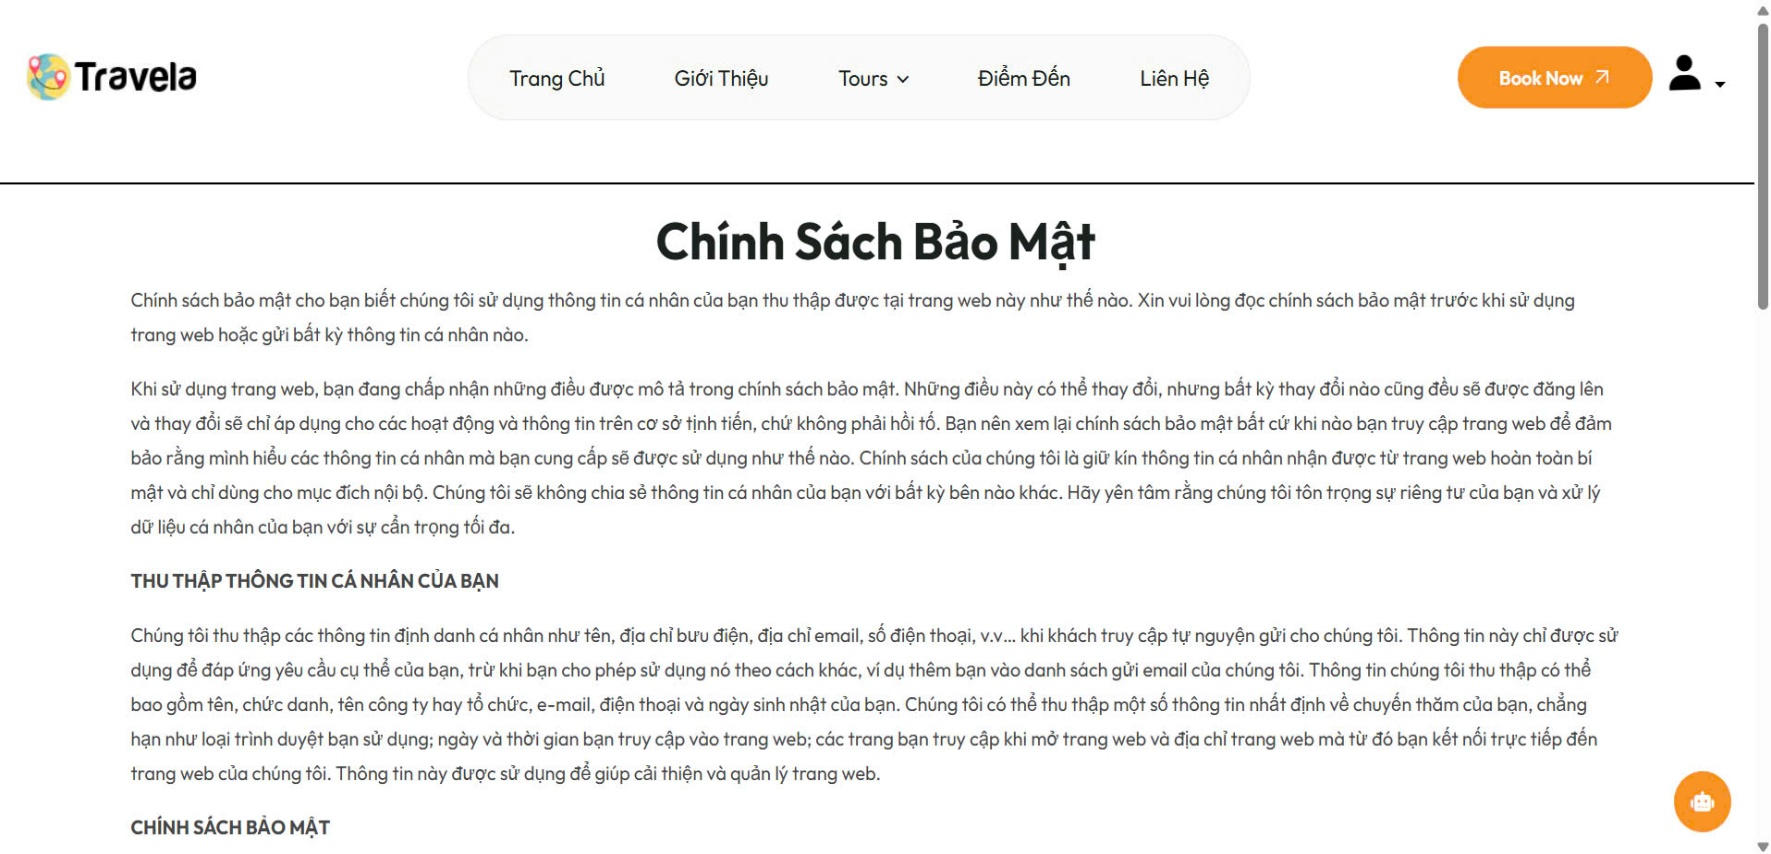 Travela
Trang Chủ
Giới Thiệu
Tours
Điểm Đến
Liên Hệ
Book Now
Chính Sách Bảo Mật
Chính sách bảo mật cho bạn biết chúng tôi sử dụng thông tin cá nhân của bạn thu thập được tại trang web này như thế nào. Xin vui lòng đọc chính sách bảo mật trước khi sử dụng
trang web hoặc gửi bất kỳ thông tin cá nhân nào.
Khi sử dụng trang web, bạn đang chấp nhận những điều được mô tả trong chính sách bảo mật. Những điều này có thể thay đổi, nhưng bất kỳ thay đổi nào cũng đều sẽ được đăng lên
và thay đổi sẽ chỉ áp dụng cho các hoạt động và thông tin trên cơ sở tịnh tiến, chứ không phải hồi tố. Bạn nên xem lại chính sách bảo mật bất cứ khi nào bạn truy cập trang web để đảm
bảo rằng mình hiểu các thông tin cá nhân mà bạn cung cấp sẽ được sử dụng như thế nào. Chính sách của chúng tôi là giữ kín thông tin cá nhân nhận được từ trang web hoàn toàn bí
mật và chỉ dùng cho mục đích nội bộ. Chúng tôi sẽ không chia sẻ thông tin cá nhân của bạn với bất kỳ bên nào khác. Hãy yên tâm rằng chúng tôi tôn trọng sự riêng tư của bạn và xử lý
dữ liệu cá nhân của bạn với sự cẩn trọng tối đa.
THU THẬP THÔNG TIN CÁ NHÂN CỦA BẠN
Chúng tôi thu thập các thông tin định danh cá nhân như tên, địa chỉ bưu điện, địa chỉ email, số điện thoại, v.v… khi khách truy cập tự nguyện gửi cho chúng tôi. Thông tin này chỉ được sử
dụng để đáp ứng yêu cầu cụ thể của bạn, trừ khi bạn cho phép sử dụng nó theo cách khác, ví dụ thêm bạn vào danh sách gửi email của chúng tôi. Thông tin chúng tôi thu thập có thể
bao gồm tên, chức danh, tên công ty hay tổ chức, e-mail, điện thoại và ngày sinh nhật của bạn. Chúng tôi có thể thu thập một số thông tin nhất định về chuyến thăm của bạn, chẳng
hạn như loại trình duyệt bạn sử dụng; ngày và thời gian bạn truy cập vào trang web; các trang bạn truy cập khi mở trang web và địa chỉ trang web mà từ đó bạn kết nối trực tiếp đến
trang web của chúng tôi. Thông tin này được sử dụng để giúp cải thiện và quản lý trang web.
CHÍNH SÁCH BẢO MẬT